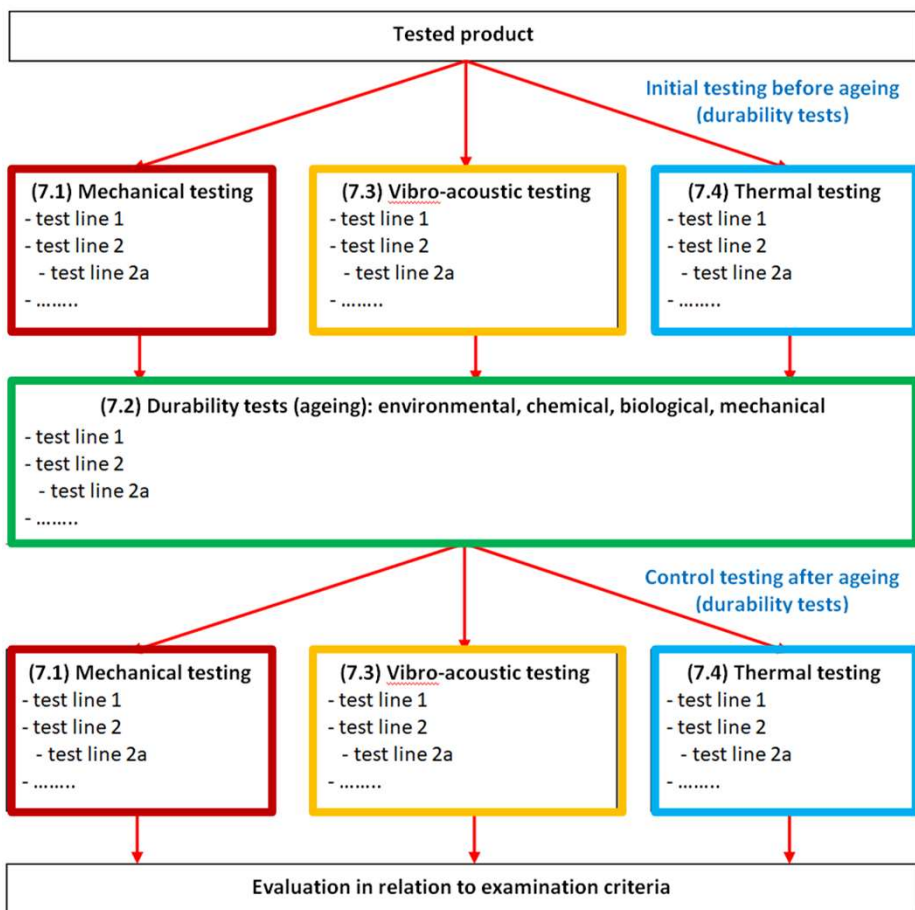 Tested product
Initial testing before ageing
(durability tests)
(7.1) Mechanical testing
- test line 1
- test line 2
- test line 2a
- ........
(7.3) Vibro-acoustic testing
- test line 1
- test line 2
- test line 2a
- ........
(7.4) Thermal testing
- test line 1
- test line 2
- test line 2a
- ........
(7.2) Durability tests (ageing): environmental, chemical, biological, mechanical
- test line 1
- test line 2
- test line 2a
- ........
Control testing after ageing
(durability tests)
(7.1) Mechanical testing
- test line 1
- test line 2
- test line 2a
- ........
(7.3) Vibro-acoustic testing
- test line 1
- test line 2
- test line 2a
- ........
(7.4) Thermal testing
- test line 1
- test line 2
- test line 2a
- ........
Evaluation in relation to examination criteria